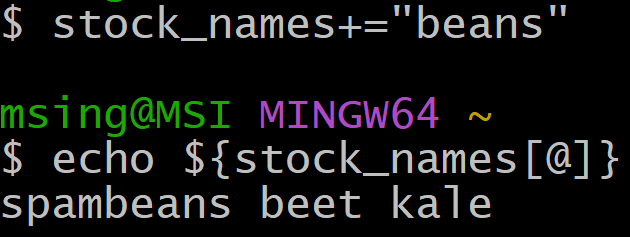 $ stock_names+="beans"
msing@MSI MINGW64 ~
$ echo ${stock_names[@]}
spambeans beet kale